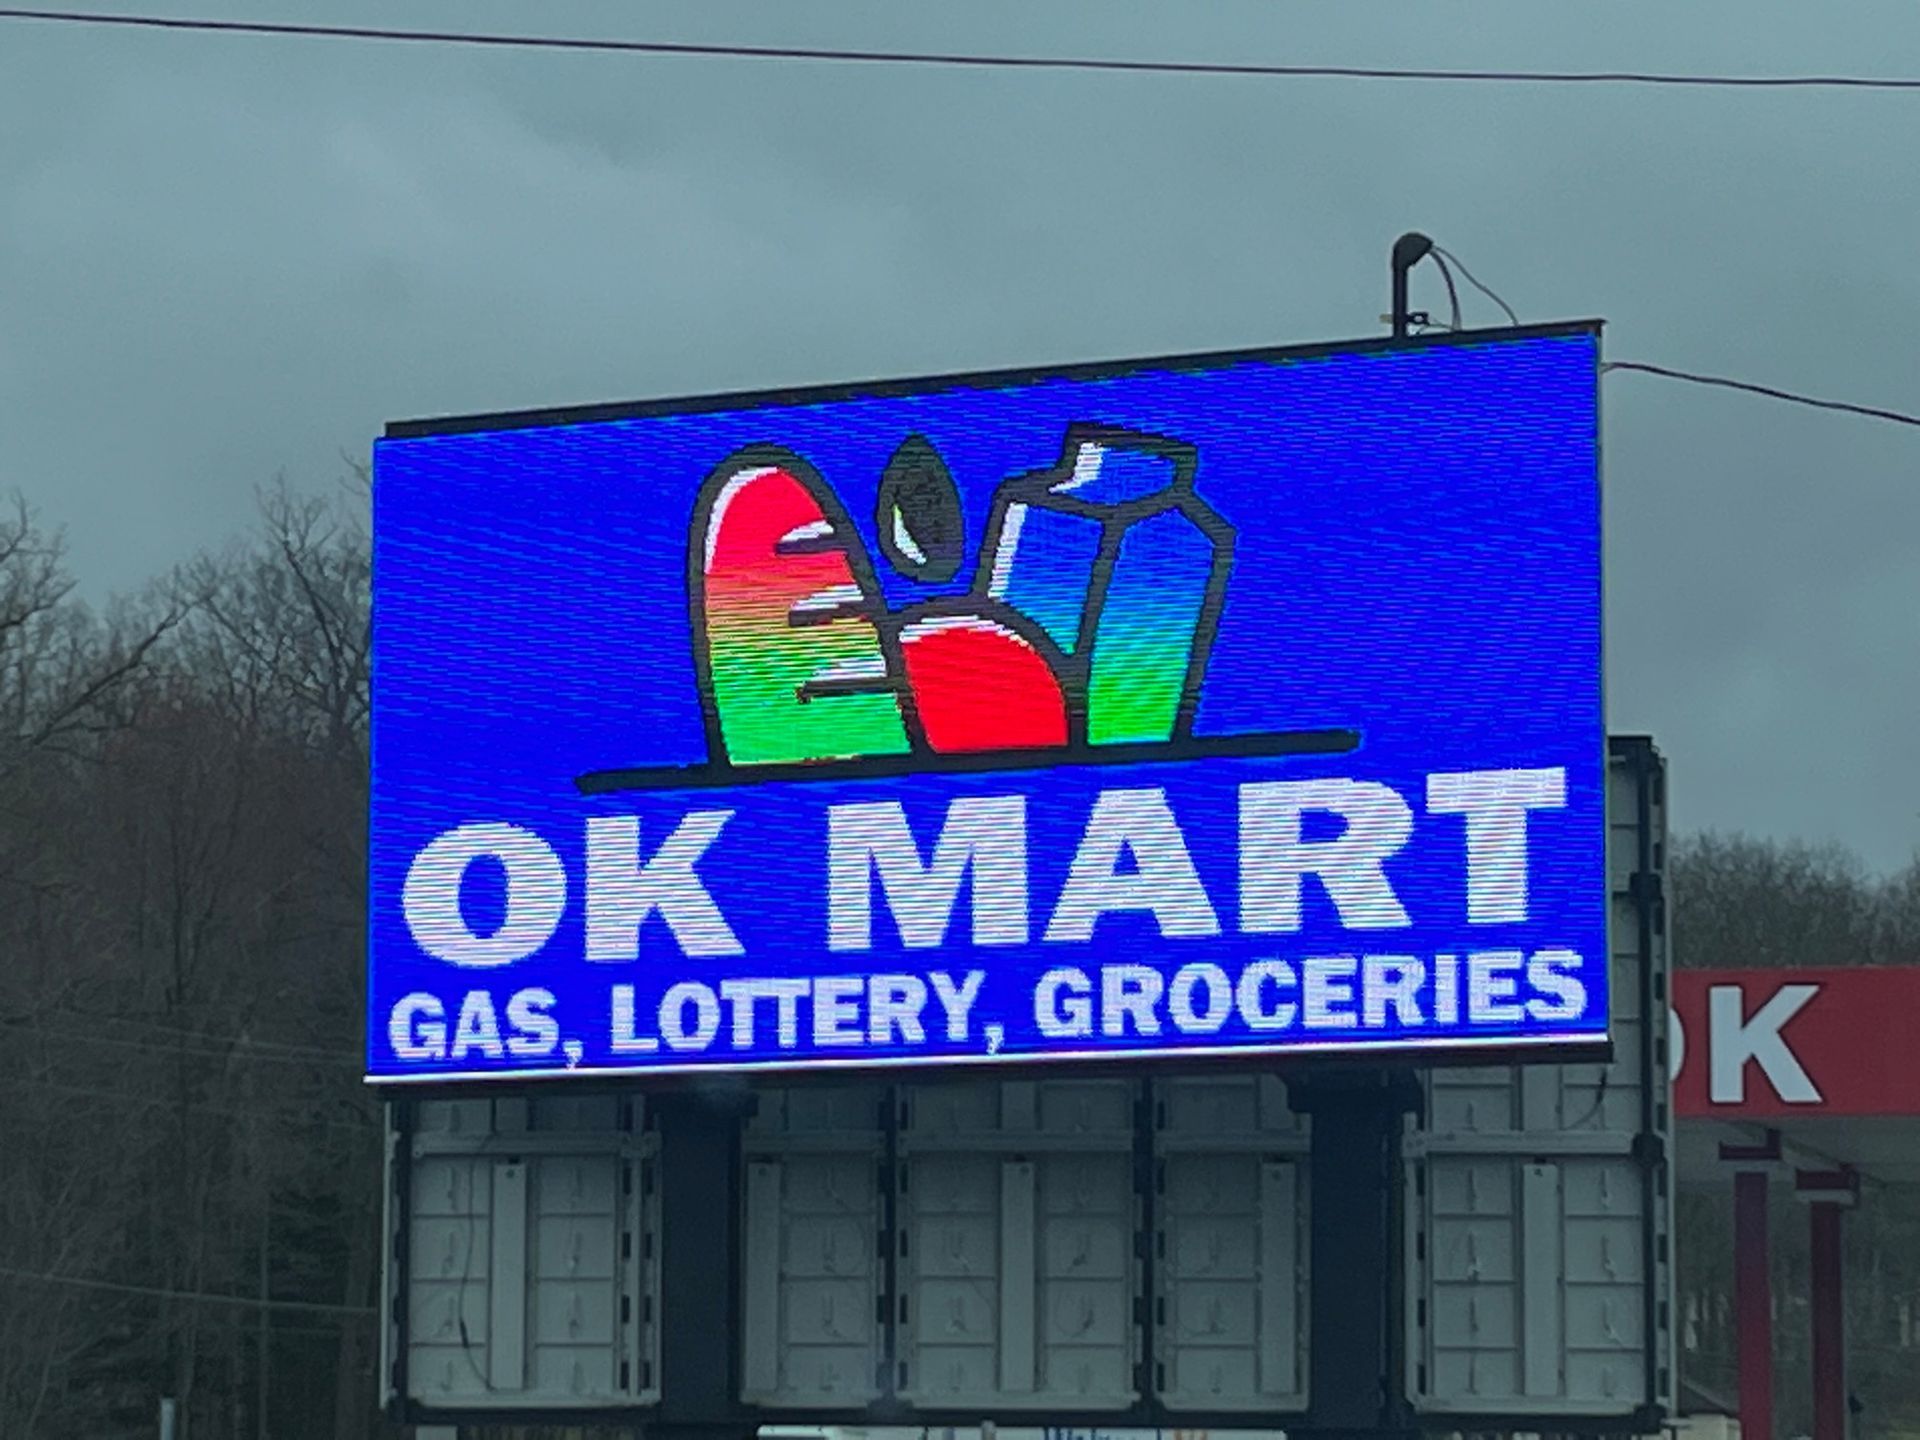 OK MART
GAS, LOTTERY, GROCERIES
OK